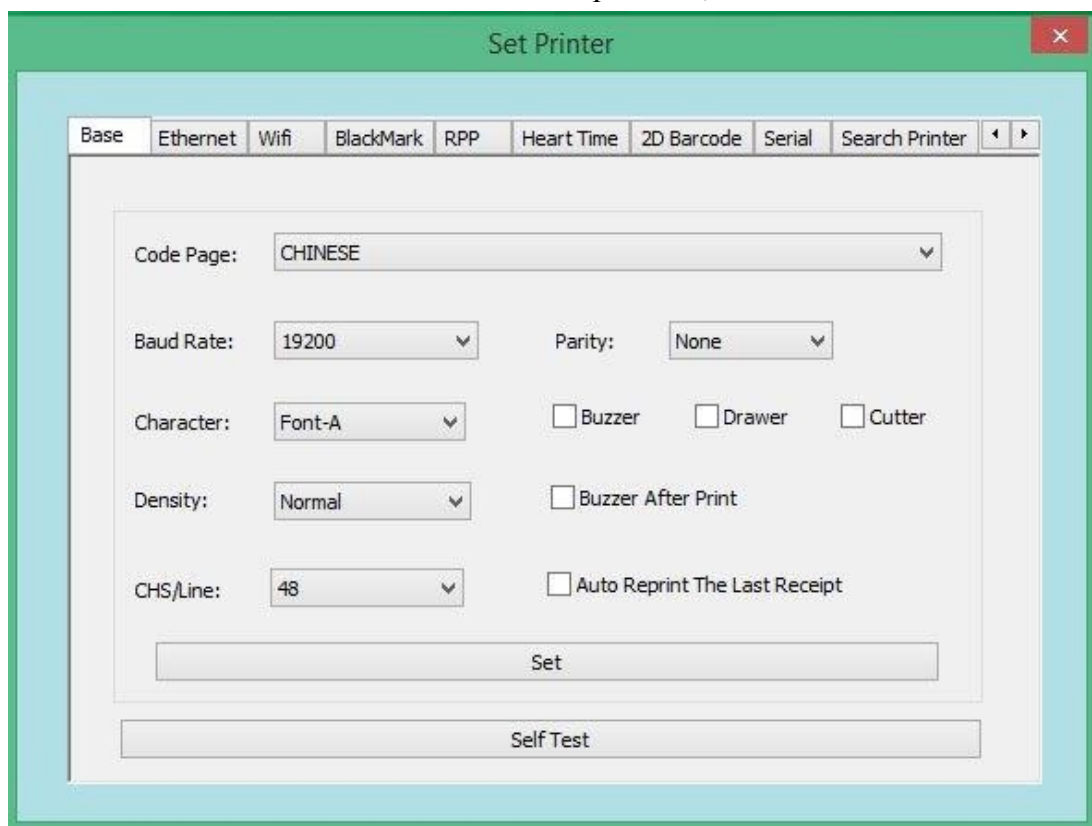 Set Printer
Base Ethernet Wifi BlackMark RPP Heart Time 2D Barcode Serial Search Printer
Code Page: CHINESE
Baud Rate: 19200 Parity: None
Character: Font-A Buzzer Drawer Cutter
Density: Normal Buzzer After Print
CHS/Line: 48 Auto Reprint The Last Receipt
Set
Self Test